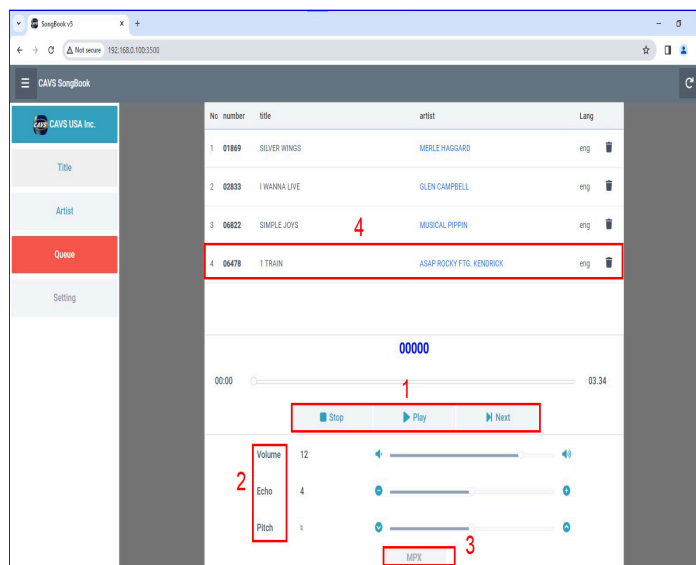 SongBook v5
Not secure 192.168.0.100:3500
CAVS SongBook
CAVS CAVS USA Inc.
Title
Artist
Queue
Setting
No number title artist Lang
1 01869 SILVER WINGS MERLE HAGGARD eng
2 02833 I WANNA LIVE GLEN CAMPBELL eng
3 06822 SIMPLE JOYS MUSICAL PIPPIN eng
4
4 06478 1 TRAIN ASAP ROCKY FTG. KENDRICK eng
00000
00:00 03.34
1
Stop Play Next
2
Volume 12
Echo 4
Pitch ♮
MPX
3